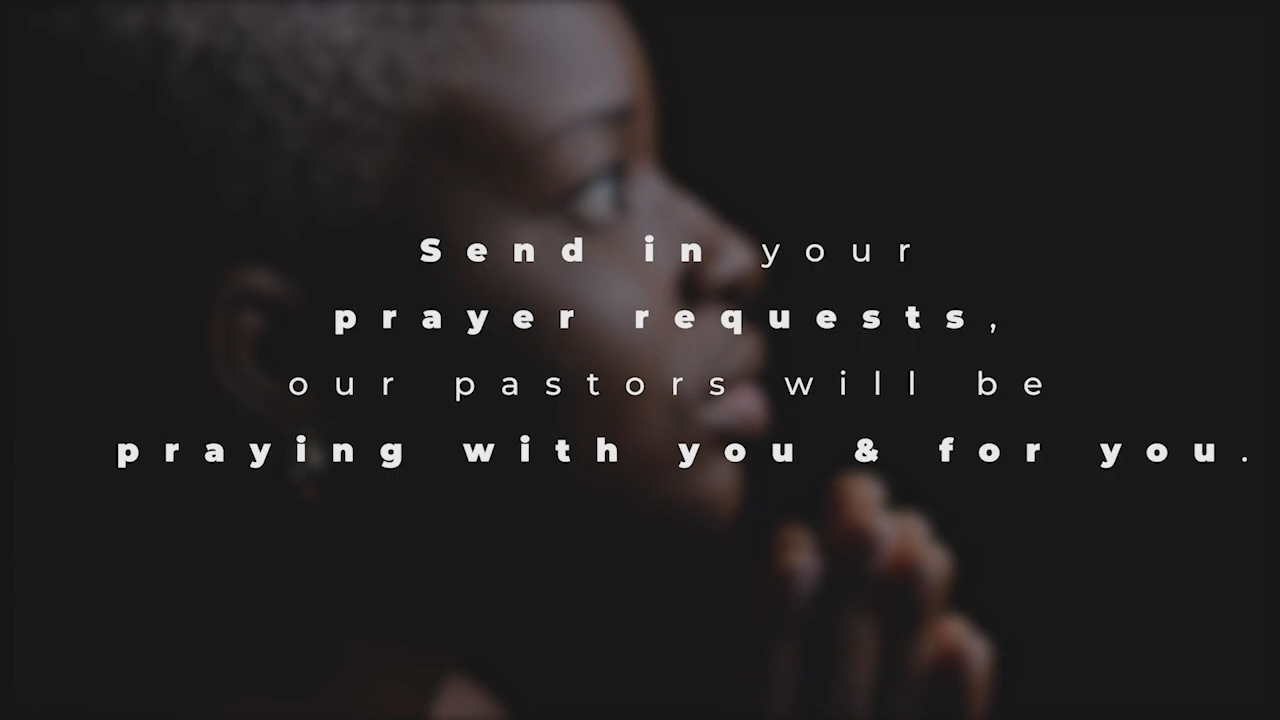 Send in your
prayer requests,
our pastors will be
praying with you & for you.